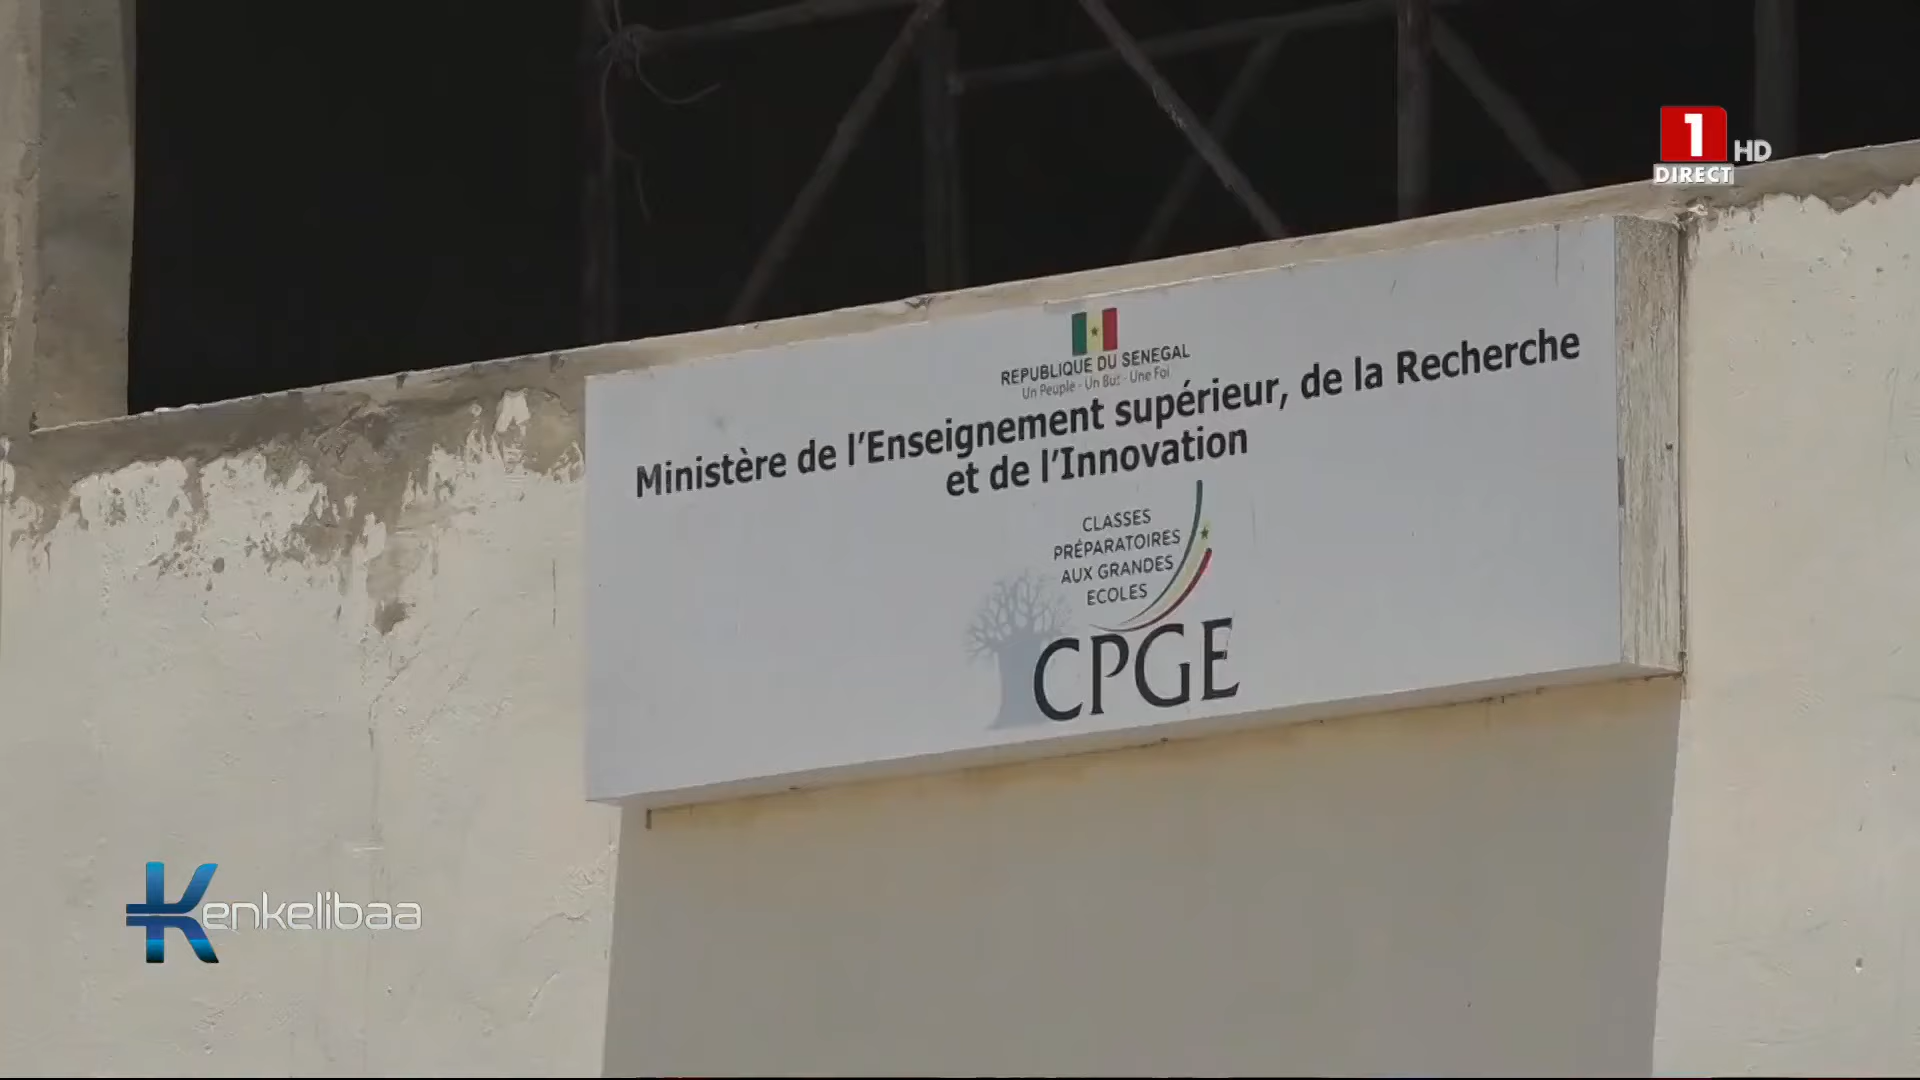 1 HD
DIRECT
REPUBLIQUE DU SENEGAL
Un Peuple - Un But - Une Foi
Ministère de l'Enseignement supérieur, de la Recherche
et de l'Innovation
CLASSES
PRÉPARATOIRES
AUX GRANDES
ECOLES
CPGE
Kenkelibaa